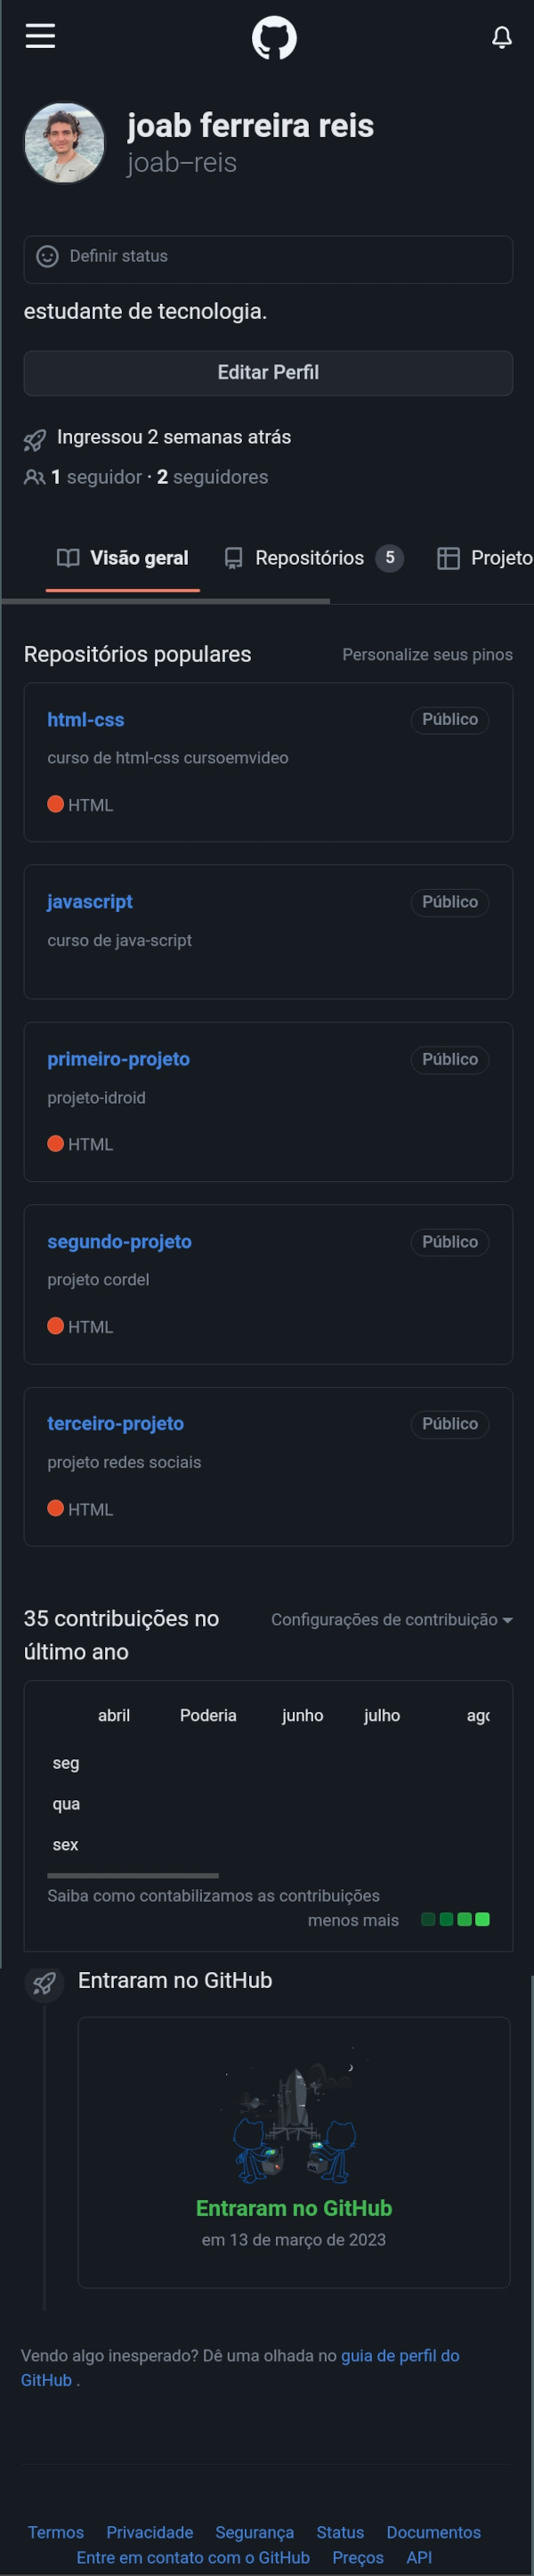 joab ferreira reis
joab–reis
Definir status
estudante de tecnologia.
Editar Perfil
Ingressou 2 semanas atrás
1 seguidor · 2 seguidores
Visão geral Repositórios 5 Projeto
Repositórios populares Personalize seus pinos
html-css Público
curso de html-css cursoemvideo
HTML
javascript Público
curso de java-script
primeiro-projeto Público
projeto-idroid
HTML
segundo-projeto Público
projeto cordel
HTML
terceiro-projeto Público
projeto redes sociais
HTML
35 contribuições no Configurações de contribuição
último ano
abril Poderia junho julho ago
seg
qua
sex
Saiba como contabilizamos as contribuições
menos mais
Entraram no GitHub
Entraram no GitHub
em 13 de março de 2023
Vendo algo inesperado? Dê uma olhada no guia de perfil do
GitHub .
Termos Privacidade Segurança Status Documentos
Entre em contato com o GitHub Preços API